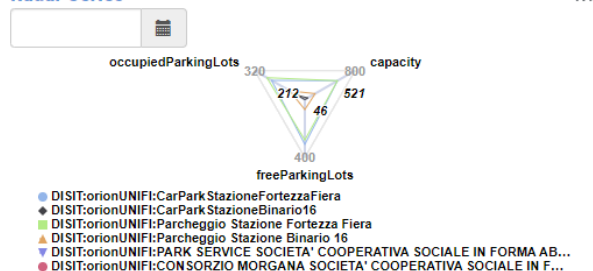 occupiedParkingLots 320 800 capacity
212 521
46
400
freeParkingLots
DISIT:orionUNIFI:CarParkStazioneFortezzaFiera
DISIT:orionUNIFI:CarParkStazioneBinario16
DISIT:orionUNIFI:Parcheggio Stazione Fortezza Fiera
DISIT:orionUNIFI:Parcheggio Stazione Binario 16
DISIT:orionUNIFI:PARK SERVICE SOCIETA' COOPERATIVA SOCIALE IN FORMA AB...
DISIT:orionUNIFI:CONSORZIO MORGANA SOCIETA' COOPERATIVA SOCIALE IN F...